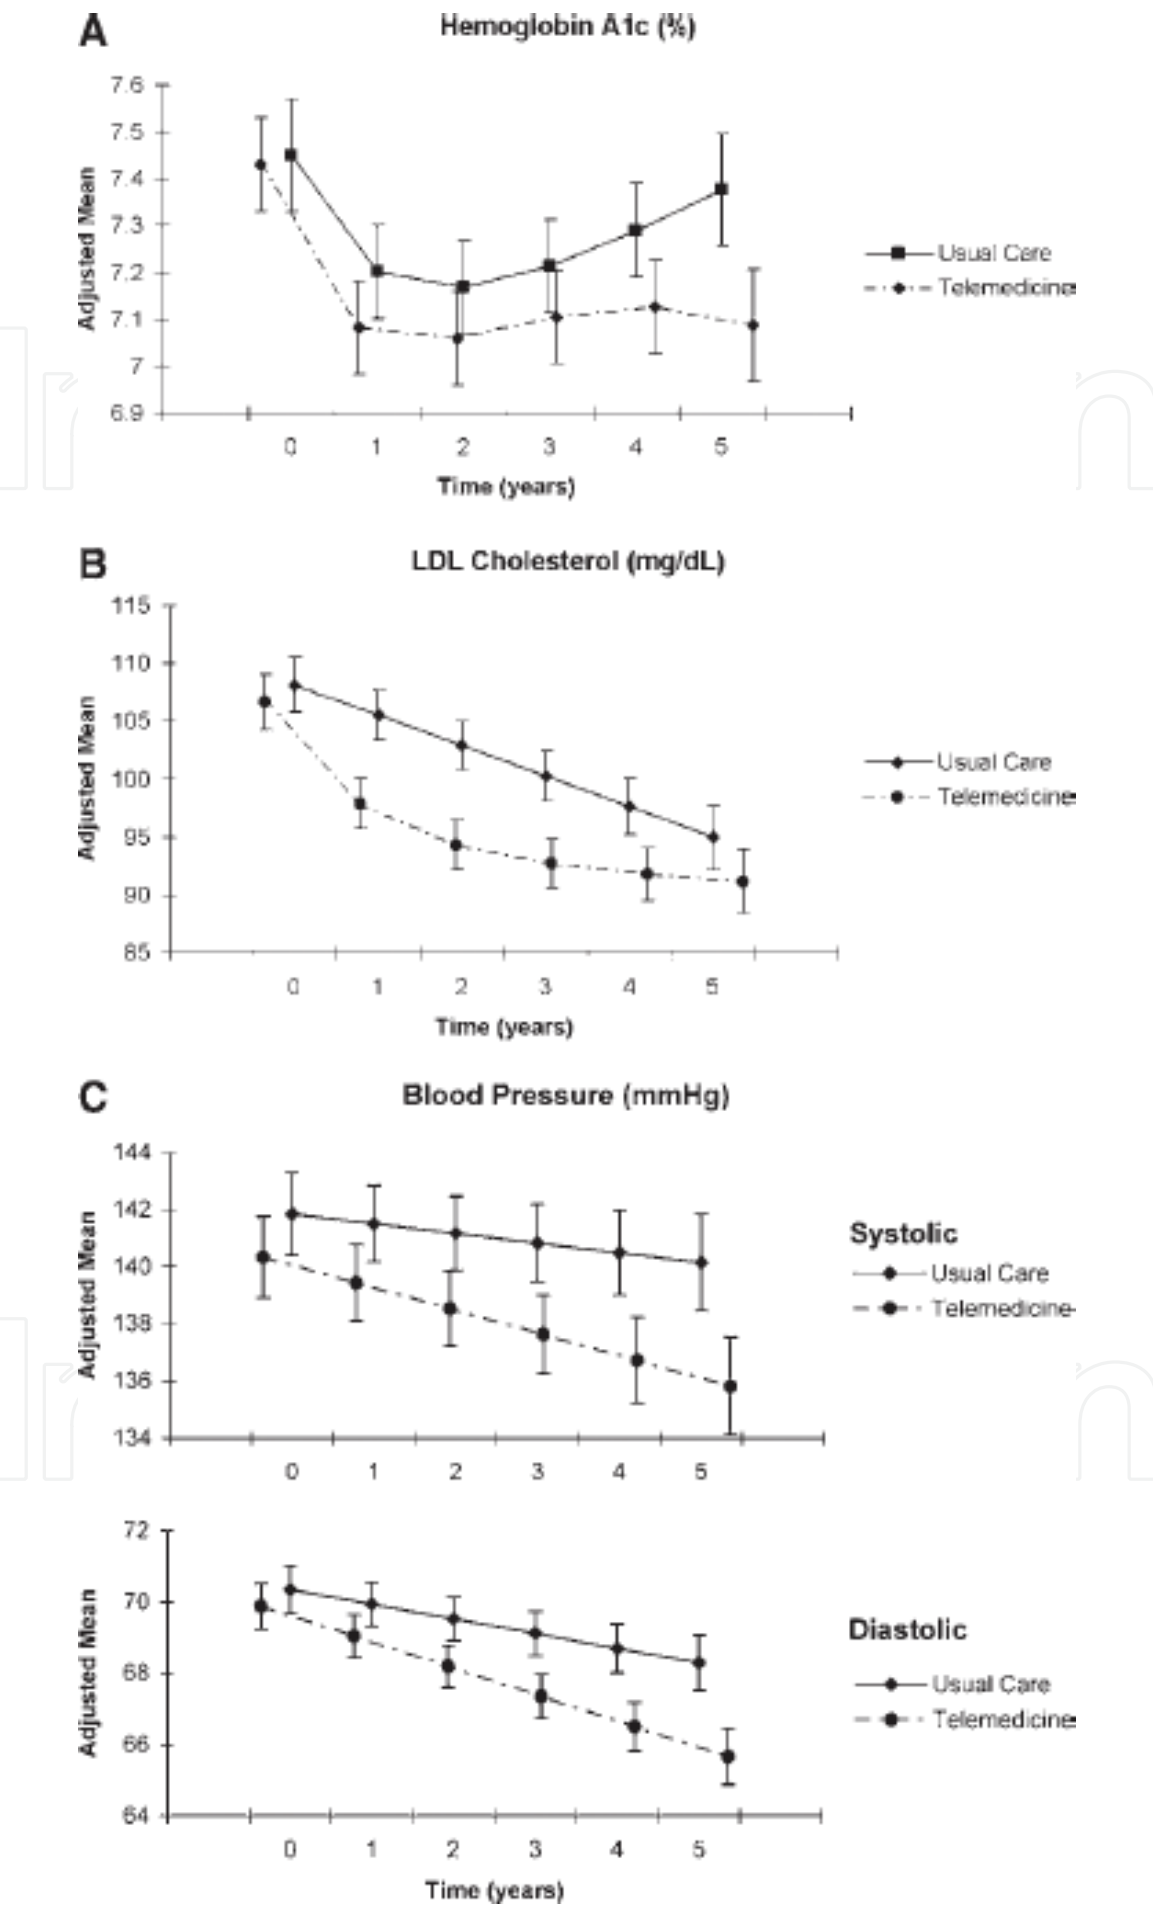 A
Hemoglobin A1c (%)
7.6
7.5
7.4
7.3
7.2
7.1
7
6.9
Adjusted Mean
0 1 2 3 4 5
Time (years)
Usual Care
Telemedicine
B
LDL Cholesterol (mg/dL)
115
110
105
100
95
90
85
Adjusted Mean
0 1 2 3 4 5
Time (years)
Usual Care
Telemedicine
C
Blood Pressure (mmHg)
144
142
140
138
136
134
Adjusted Mean
0 1 2 3 4 5
Systolic
Usual Care
Telemedicine
72
70
68
66
64
Adjusted Mean
0 1 2 3 4 5
Time (years)
Diastolic
Usual Care
Telemedicine